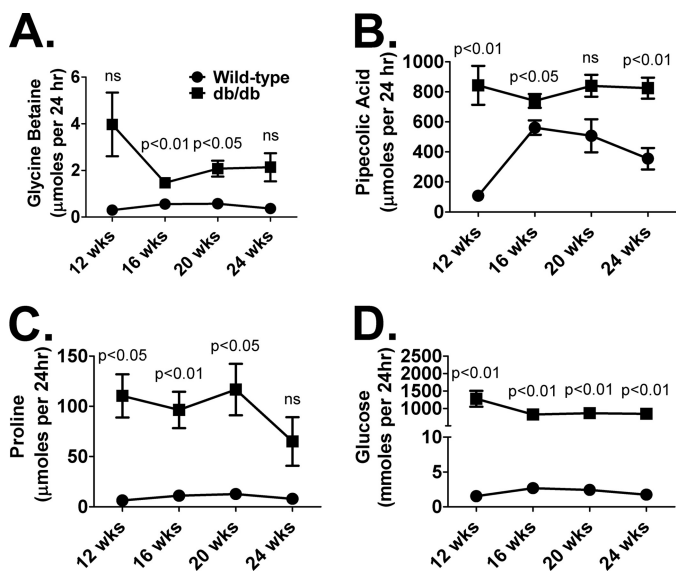 A.
Glycine Betaine
(µmoles per 24 hr)
6
4
2
0
ns
p<0.01
p<0.05
ns
Wild-type
db/db
12 wks
16 wks
20 wks
24 wks
B.
Pipecolic Acid
(µmoles per 24 hr)
1000
800
600
400
200
0
p<0.01
p<0.05
ns
p<0.01
12 wks
16 wks
20 wks
24 wks
C.
Proline
(µmoles per 24hr)
150
100
50
0
p<0.05
p<0.01
p<0.05
ns
12 wks
16 wks
20 wks
24 wks
D.
Glucose
(mmoles per 24hr)
2500
2000
1500
1000
10
5
0
p<0.01
p<0.01
p<0.01
p<0.01
12 wks
16 wks
20 wks
24 wks